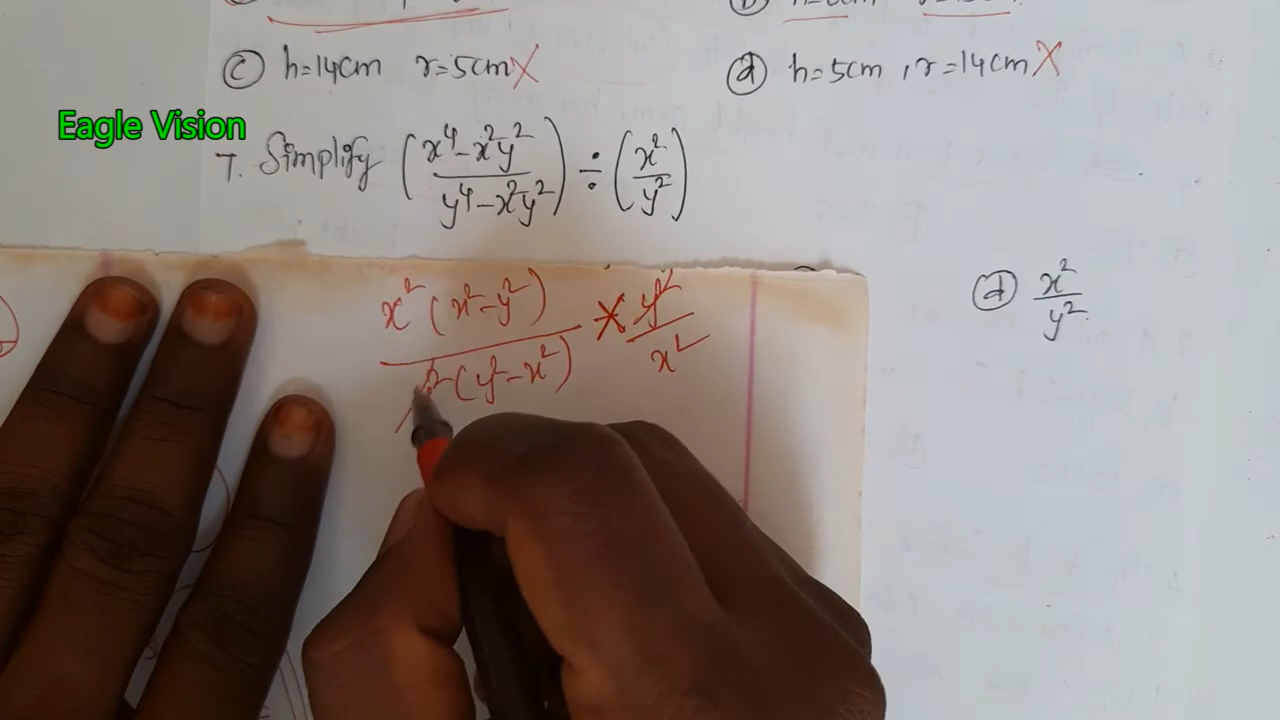 ⓒ h=14cm r=5cm X
ⓓ h=5cm, r=14cm X
Eagle Vision
7. Simplify ((x⁴-x²y²)/(y⁴-x²y²)) ÷ (x²/y²)
(x²(x²-y²))/(y²(y²-x²)) × y²/x²
ⓓ x²/y²